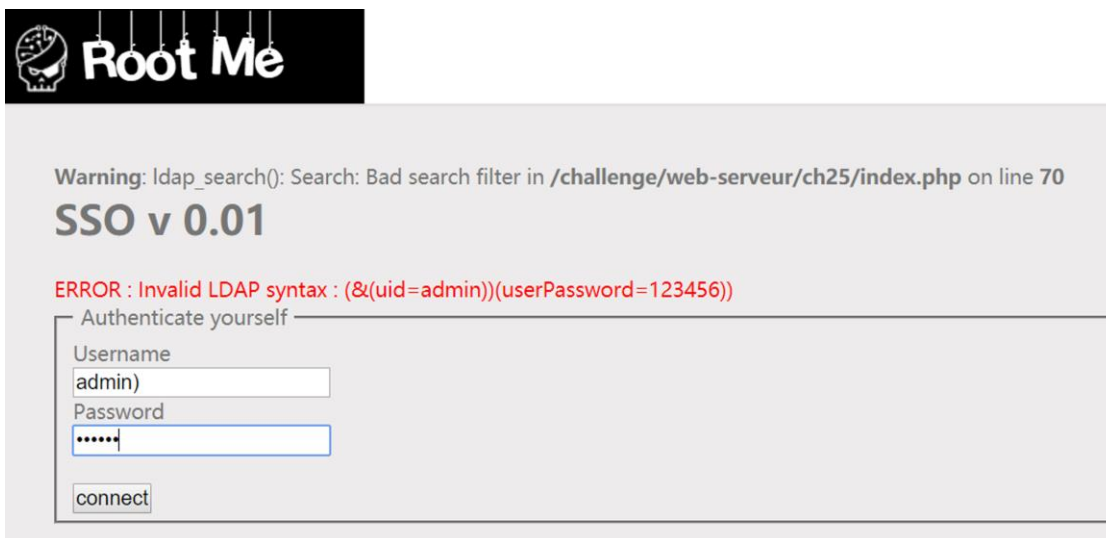 Root Me
Warning: ldap_search(): Search: Bad search filter in /challenge/web-serveur/ch25/index.php on line 70
SSO v 0.01
ERROR : Invalid LDAP syntax : (&(uid=admin))(userPassword=123456))
Authenticate yourself
Username
admin)
Password
••••••
connect